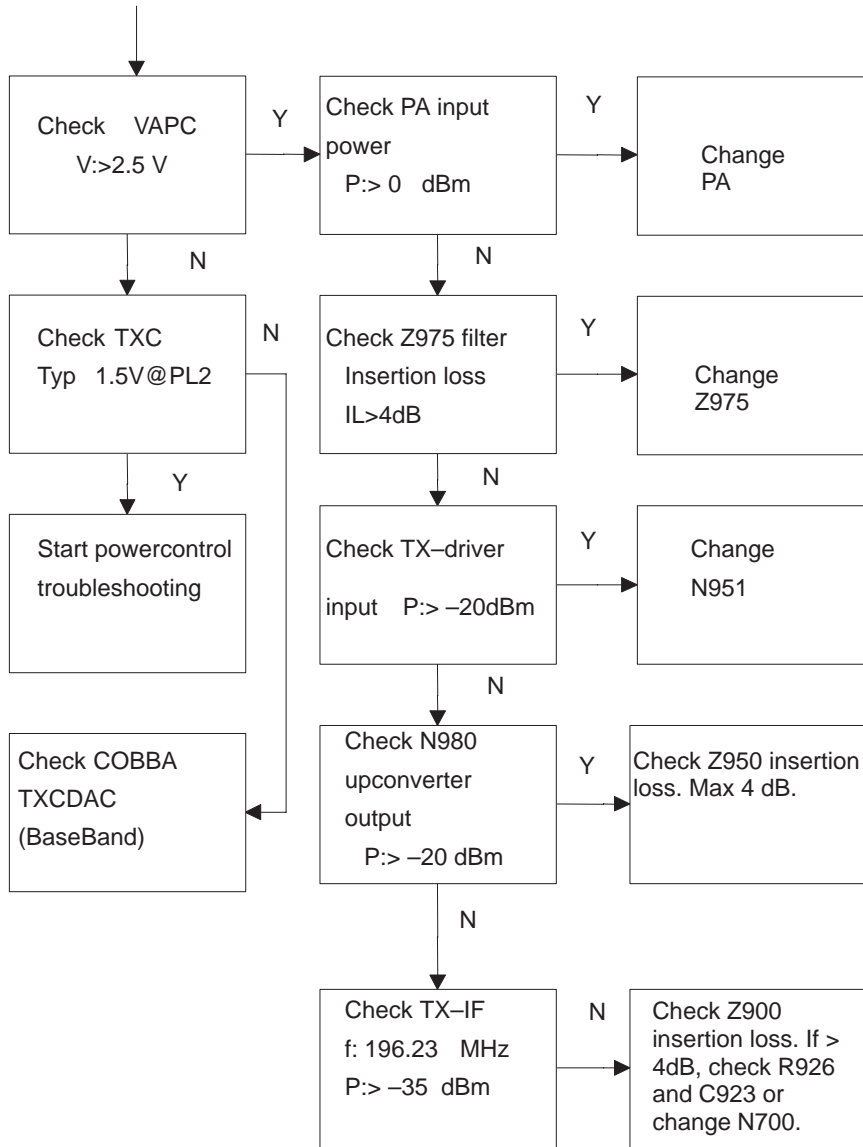 Check VAPC
V:>2.5 V
Y
Check PA input
power
P:> 0 dBm
Y
Change
PA
N
N
Check TXC
Typ 1.5V@PL2
N
Check Z975 filter
Insertion loss
IL>4dB
Y
Change
Z975
Y
N
Start powercontrol
troubleshooting
Check TX–driver
input P:> –20dBm
Y
Change
N951
N
Check COBBA
TXCDAC
(BaseBand)
Check N980
upconverter
output
P:> –20 dBm
Y
Check Z950 insertion
loss. Max 4 dB.
N
Check TX–IF
f: 196.23 MHz
P:> –35 dBm
N
Check Z900
insertion loss. If >
4dB, check R926
and C923 or
change N700.